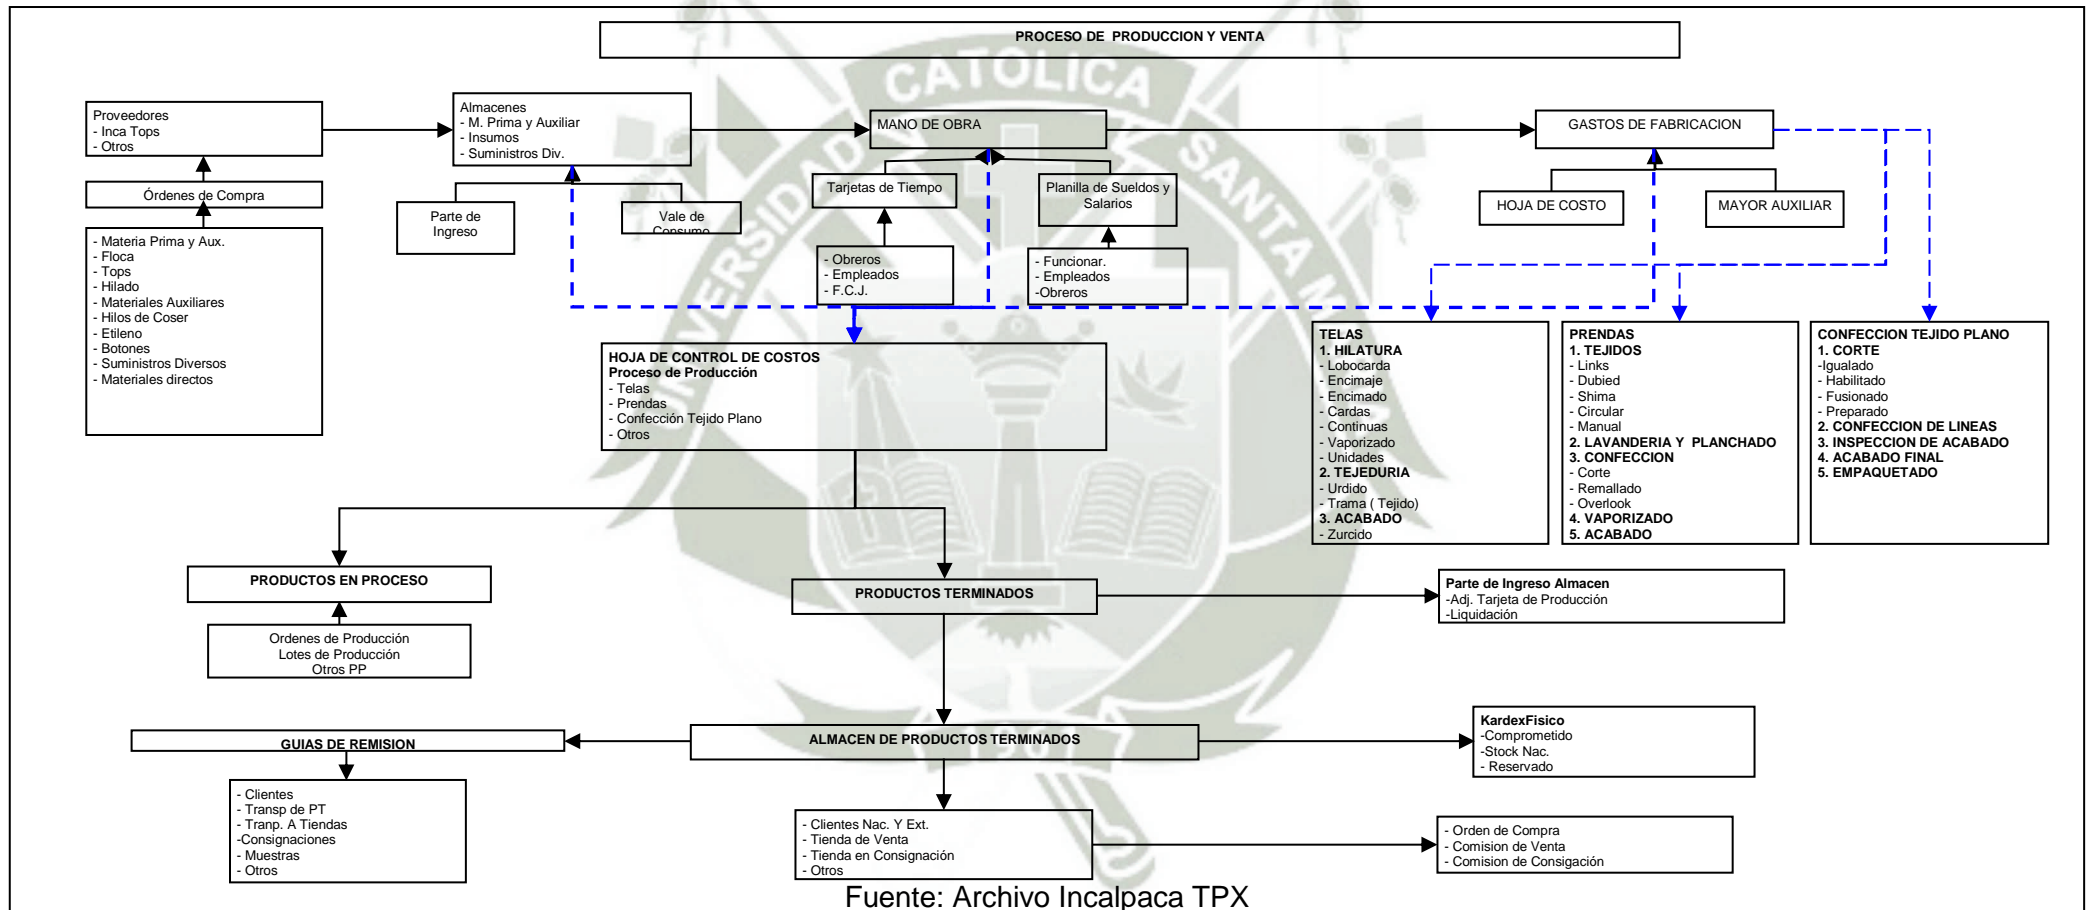 PROCESO DE PRODUCCION Y VENTA
Proveedores
- Inca Tops
- Otros
Almacenes
- M. Prima y Auxiliar
- Insumos
- Suministros Div.
MANO DE OBRA
GASTOS DE FABRICACION
Órdenes de Compra
Parte de
Ingreso
Vale de
Consumo
Tarjetas de Tiempo
Planilla de Sueldos y
Salarios
HOJA DE COSTO
MAYOR AUXILIAR
- Materia Prima y Aux.
- Floca
- Tops
- Hilado
- Materiales Auxiliares
- Hilos de Coser
- Etileno
- Botones
- Suministros Diversos
- Materiales directos
- Obreros
- Empleados
- F.C.J.
- Funcionar.
- Empleados
-Obreros
HOJA DE CONTROL DE COSTOS
Proceso de Producción
- Telas
- Prendas
- Confección Tejido Plano
- Otros
TELAS
1. HILATURA
- Lobocarda
- Encimaje
- Encimado
- Cardas
- Continuas
- Vaporizado
- Unidades
2. TEJEDURIA
- Urdido
- Trama ( Tejido)
3. ACABADO
- Zurcido
PRENDAS
1. TEJIDOS
- Links
- Dubied
- Shima
- Circular
- Manual
2. LAVANDERIA Y PLANCHADO
3. CONFECCION
- Corte
- Remallado
- Overlook
4. VAPORIZADO
5. ACABADO
CONFECCION TEJIDO PLANO
1. CORTE
-Igualado
- Habilitado
- Fusionado
- Preparado
2. CONFECCION DE LINEAS
3. INSPECCION DE ACABADO
4. ACABADO FINAL
5. EMPAQUETADO
PRODUCTOS EN PROCESO
PRODUCTOS TERMINADOS
Parte de Ingreso Almacen
-Adj. Tarjeta de Producción
-Liquidación
Ordenes de Producción
Lotes de Producción
Otros PP
GUIAS DE REMISION
ALMACEN DE PRODUCTOS TERMINADOS
KardexFisico
-Comprometido
-Stock Nac.
- Reservado
- Clientes
- Transp de PT
- Tranp. A Tiendas
-Consignaciones
- Muestras
- Otros
- Clientes Nac. Y Ext.
- Tienda de Venta
- Tienda en Consignación
- Otros
- Orden de Compra
- Comision de Venta
- Comision de Consigación
Fuente: Archivo Incalpaca TPX
UNIVERSIDAD CATOLICA SANTA MARIA